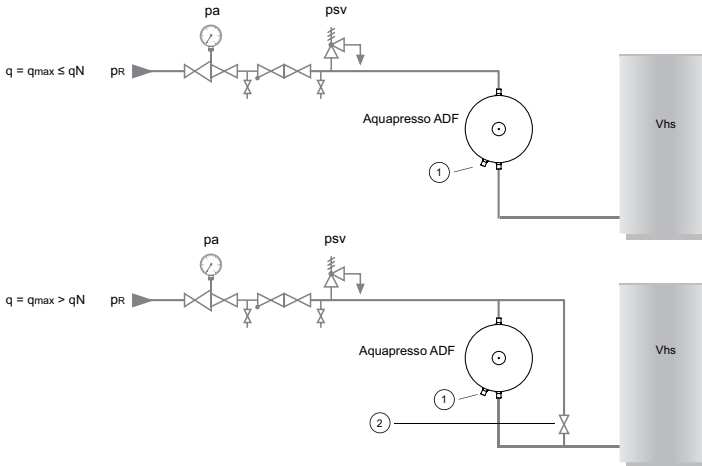 pa psv
q = qmax ≤ qN pR
Aquapresso ADF
Vhs
1
pa psv
q = qmax > qN pR
Aquapresso ADF
Vhs
1
2